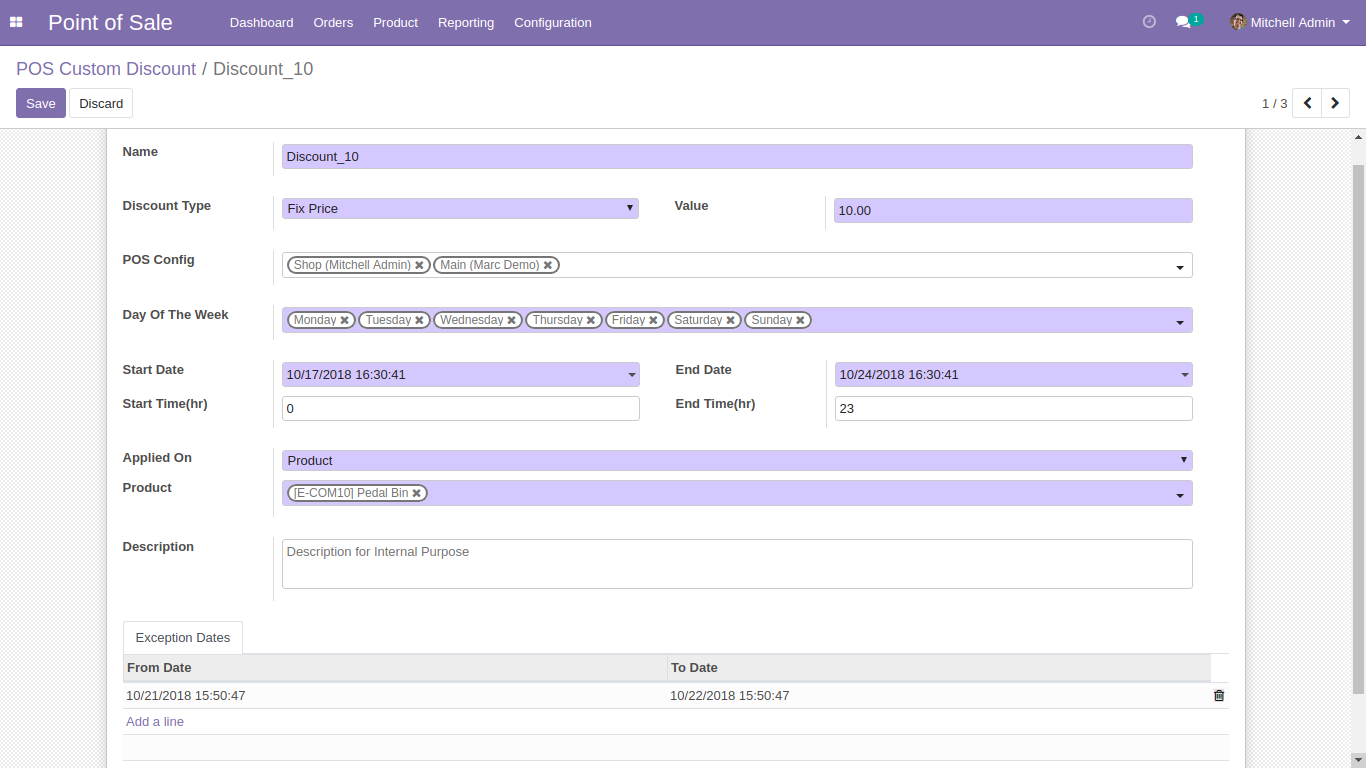 Point of Sale Dashboard Orders Product Reporting Configuration 1 Mitchell Admin
POS Custom Discount / Discount_10
Save Discard 1 / 3
Name Discount_10
Discount Type Fix Price Value 10.00
POS Config Shop (Mitchell Admin) Main (Marc Demo)
Day Of The Week Monday Tuesday Wednesday Thursday Friday Saturday Sunday
Start Date 10/17/2018 16:30:41 End Date 10/24/2018 16:30:41
Start Time(hr) 0 End Time(hr) 23
Applied On Product
Product [E-COM10] Pedal Bin
Description Description for Internal Purpose
Exception Dates
From Date To Date
10/21/2018 15:50:47 10/22/2018 15:50:47
Add a line